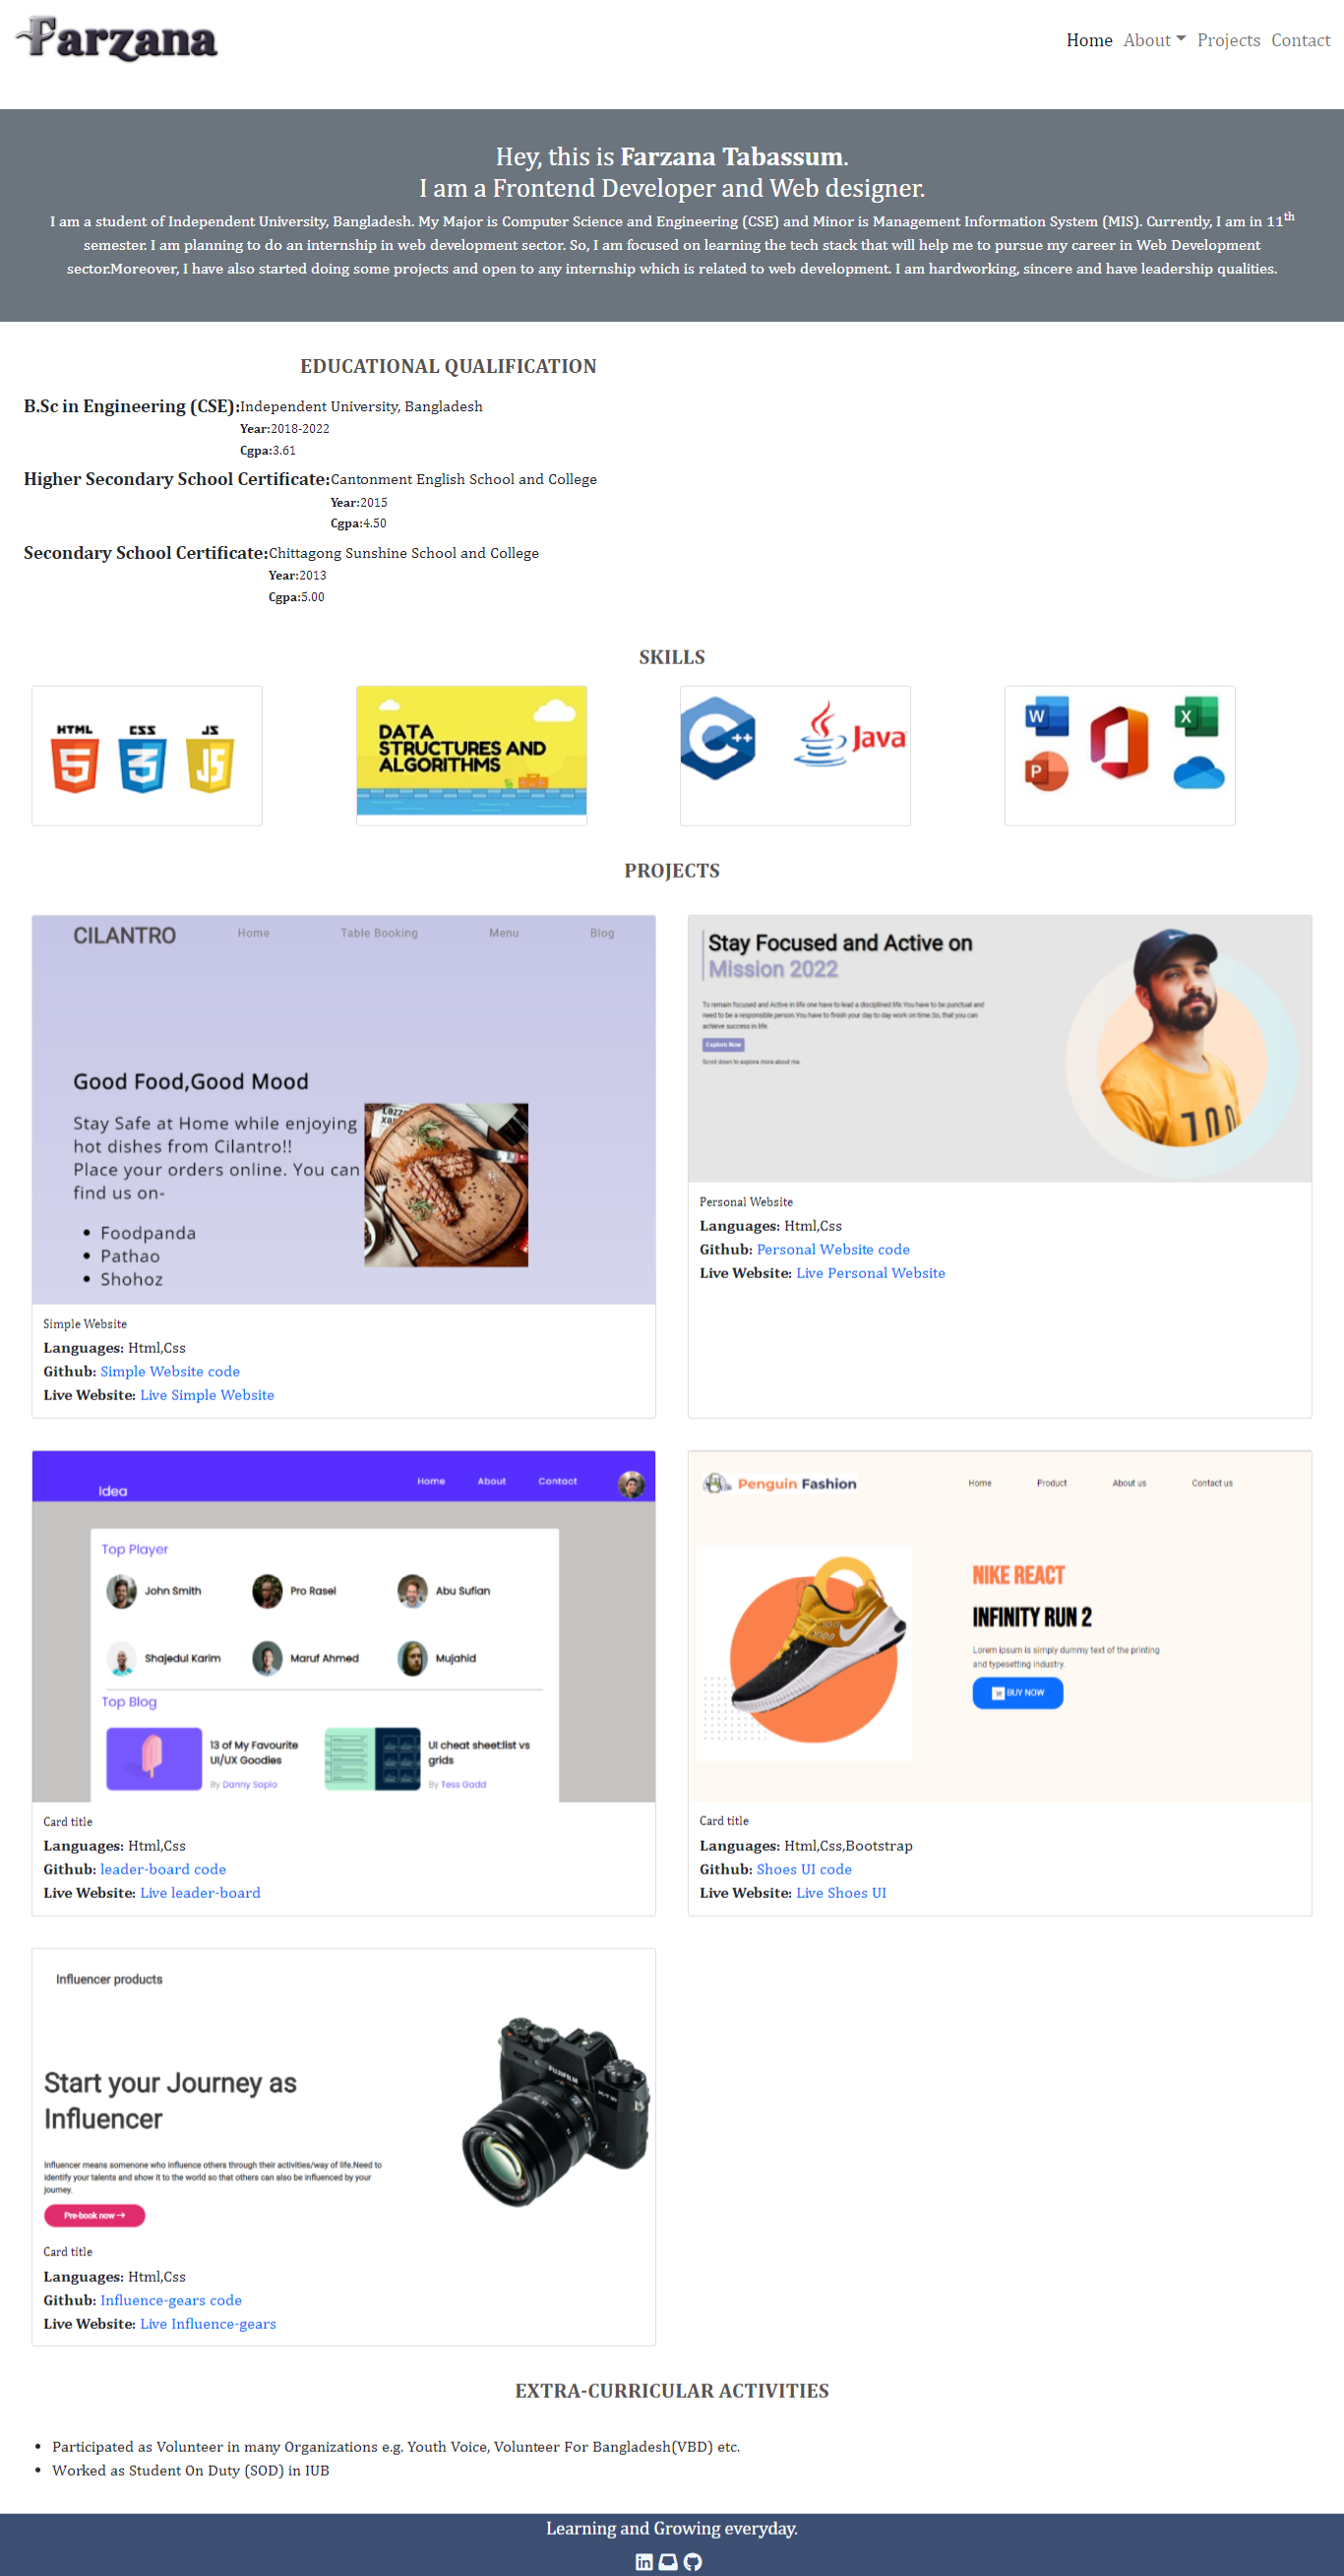 Farzana
Home About Projects Contact
Hey, this is Farzana Tabassum.
I am a Frontend Developer and Web designer.
I am a student of Independent University, Bangladesh. My Major is Computer Science and Engineering (CSE) and Minor is Management Information System (MIS). Currently, I am in 11th
semester. I am planning to do an internship in web development sector. So, I am focused on learning the tech stack that will help me to pursue my career in Web Development
sector.Moreover, I have also started doing some projects and open to any internship which is related to web development. I am hardworking, sincere and have leadership qualities.
EDUCATIONAL QUALIFICATION
B.Sc in Engineering (CSE):Independent University, Bangladesh
Year:2018-2022
Cgpa:3.61
Higher Secondary School Certificate:Cantonment English School and College
Year:2015
Cgpa:4.50
Secondary School Certificate:Chittagong Sunshine School and College
Year:2013
Cgpa:5.00
SKILLS
HTML CSS JS
5 3 JS
DATA
STRUCTURES AND
ALGORITHMS
C++ Java
W X
P
PROJECTS
CILANTRO Home Table Booking Menu Blog
Good Food,Good Mood
Stay Safe at Home while enjoying
hot dishes from Cilantro!!
Place your orders online. You can
find us on-
• Foodpanda
• Pathao
• Shohoz
Simple Website
Languages: Html,Css
Github: Simple Website code
Live Website: Live Simple Website
Stay Focused and Active on
Mission 2022
To remain focused and Active in life one have to lead a disciplined life.You have to be punctual and
need to be a responsible person.You have to finish your day to day work on time.So, that you can
achieve success in life.
Explore Now
Scroll down to explore more about me.
Personal Website
Languages: Html,Css
Github: Personal Website code
Live Website: Live Personal Website
Idea Home About Contact
Top Player
John Smith Pro Rasel Abu Sufian
Shajedul Karim Maruf Ahmed Mujahid
Top Blog
13 of My Favourite
UI/UX Goodies
By Danny Sapio
UI cheat sheet:list vs
grids
By Tess Gadd
Card title
Languages: Html,Css
Github: leader-board code
Live Website: Live leader-board
Penguin Fashion Home Product About us Contact us
NIKE REACT
INFINITY RUN 2
Lorem Ipsum is simply dummy text of the printing
and typesetting industry.
BUY NOW
Card title
Languages: Html,Css,Bootstrap
Github: Shoes UI code
Live Website: Live Shoes UI
Influencer products
Start your Journey as
Influencer
FUJIFILM
Influencer means somenone who influence others through their activities/way of life.Need to
identify your talents and show it to the world so that others can also be influenced by your
journey.
Pre-book now →
Card title
Languages: Html,Css
Github: Influence-gears code
Live Website: Live Influence-gears
EXTRA-CURRICULAR ACTIVITIES
• Participated as Volunteer in many Organizations e.g. Youth Voice, Volunteer For Bangladesh(VBD) etc.
• Worked as Student On Duty (SOD) in IUB
Learning and Growing everyday.